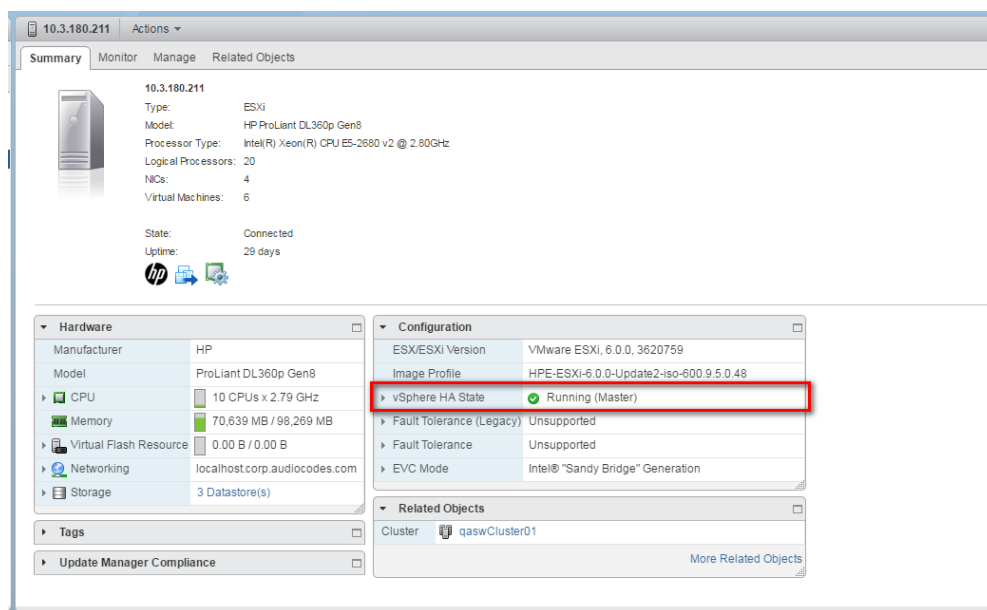 10.3.180.211 Actions
Summary Monitor Manage Related Objects
10.3.180.211
Type: ESXi
Model: HP ProLiant DL360p Gen8
Processor Type: Intel(R) Xeon(R) CPU E5-2680 v2 @ 2.80GHz
Logical Processors: 20
NICs: 4
Virtual Machines: 6
State: Connected
Uptime: 29 days
hp
Hardware
Manufacturer HP
Model ProLiant DL360p Gen8
CPU 10 CPUs x 2.79 GHz
Memory 70,639 MB / 98,269 MB
Virtual Flash Resource 0.00 B / 0.00 B
Networking localhost.corp.audiocodes.com
Storage 3 Datastore(s)
Tags
Update Manager Compliance
Configuration
ESX/ESXi Version VMware ESXi, 6.0.0, 3620759
Image Profile HPE-ESXi-6.0.0-Update2-iso-600.9.5.0.48
vSphere HA State Running (Master)
Fault Tolerance (Legacy) Unsupported
Fault Tolerance Unsupported
EVC Mode Intel® "Sandy Bridge" Generation
Related Objects
Cluster qaswCluster01
More Related Objects